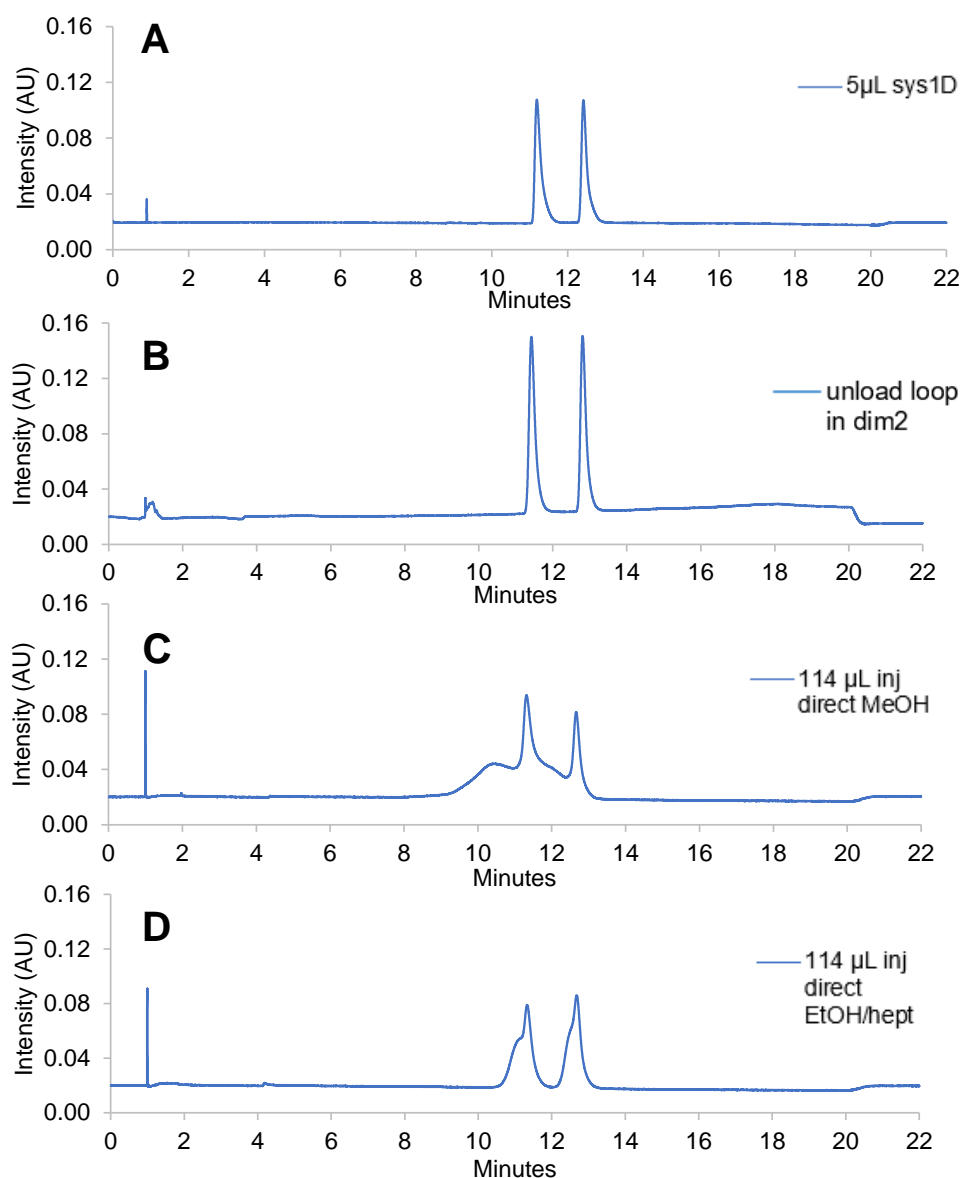 A
5µL sys1D
Intensity (AU)
0.16
0.12
0.08
0.04
0.00
0 2 4 6 8 10 12 14 16 18 20 22
Minutes
B
unload loop
in dim2
Intensity (AU)
0.16
0.12
0.08
0.04
0.00
0 2 4 6 8 10 12 14 16 18 20 22
Minutes
C
114 µL inj
direct MeOH
Intensity (AU)
0.16
0.12
0.08
0.04
0.00
0 2 4 6 8 10 12 14 16 18 20 22
Minutes
D
114 µL inj
direct
EtOH/hept
Intensity (AU)
0.16
0.12
0.08
0.04
0.00
0 2 4 6 8 10 12 14 16 18 20 22
Minutes